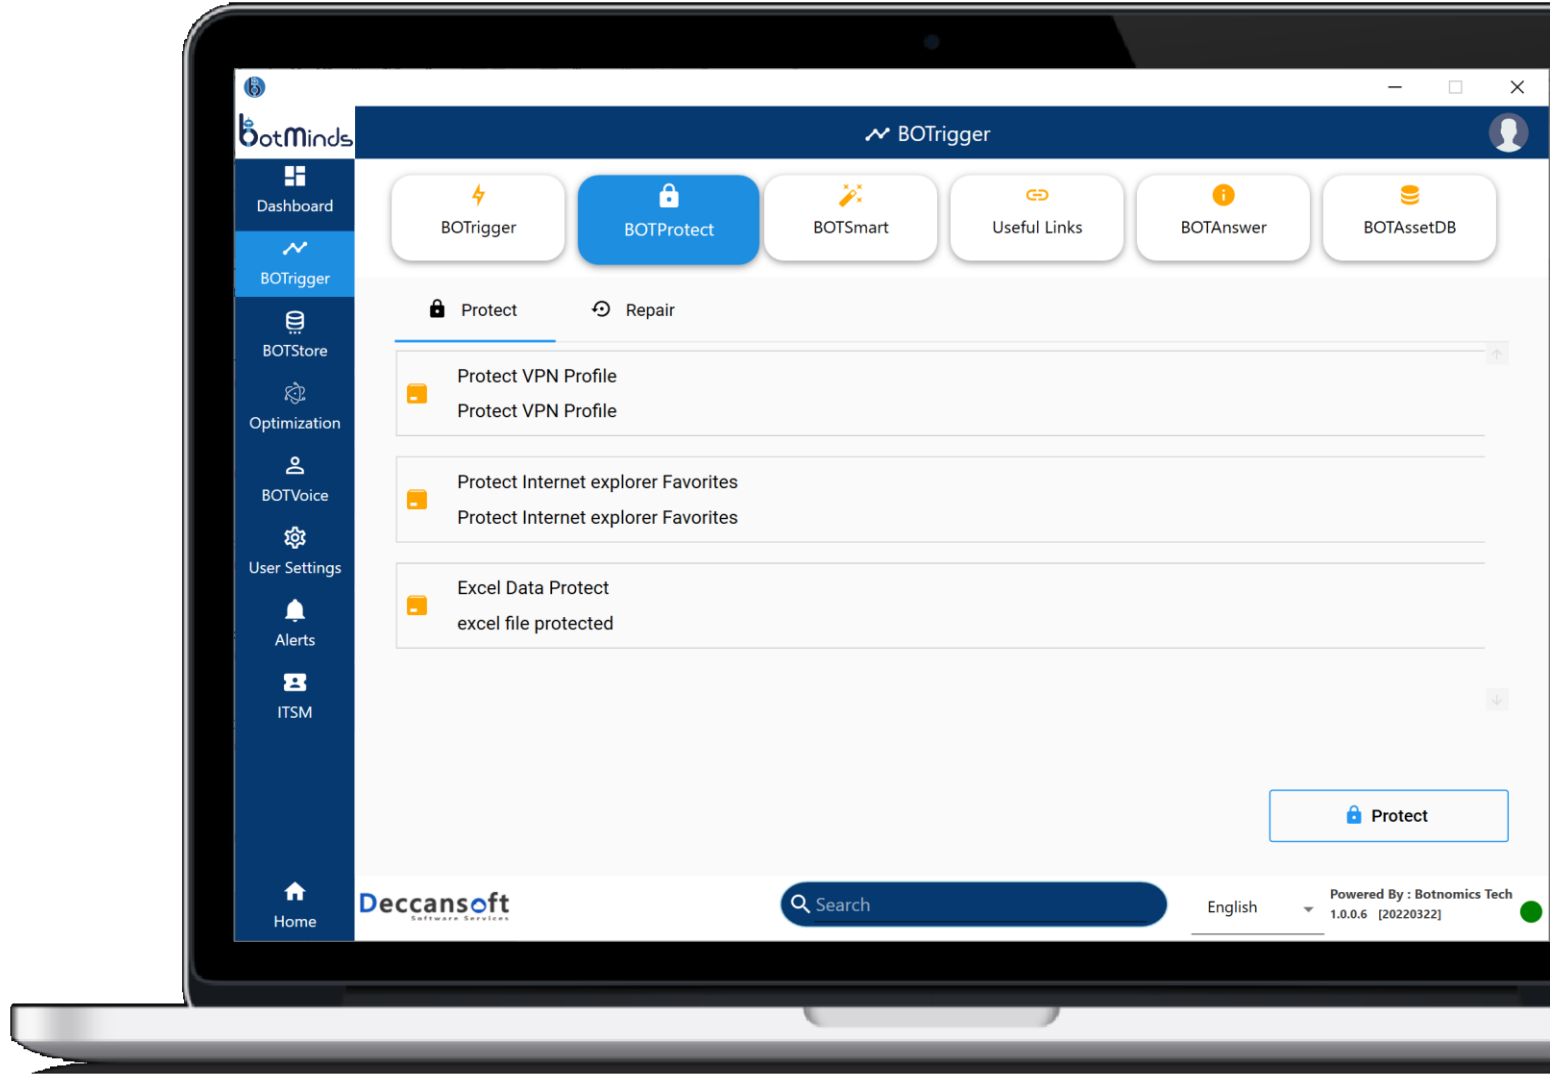 botMinds
BOTrigger
Dashboard
BOTrigger
BOTStore
Optimization
BOTVoice
User Settings
Alerts
ITSM
Home
BOTrigger
BOTProtect
BOTSmart
Useful Links
BOTAnswer
BOTAssetDB
Protect
Repair
Protect VPN Profile
Protect VPN Profile
Protect Internet explorer Favorites
Protect Internet explorer Favorites
Excel Data Protect
excel file protected
Protect
Deccansoft
Software Services
Search
English
Powered By : Botnomics Tech
1.0.0.6 [20220322]